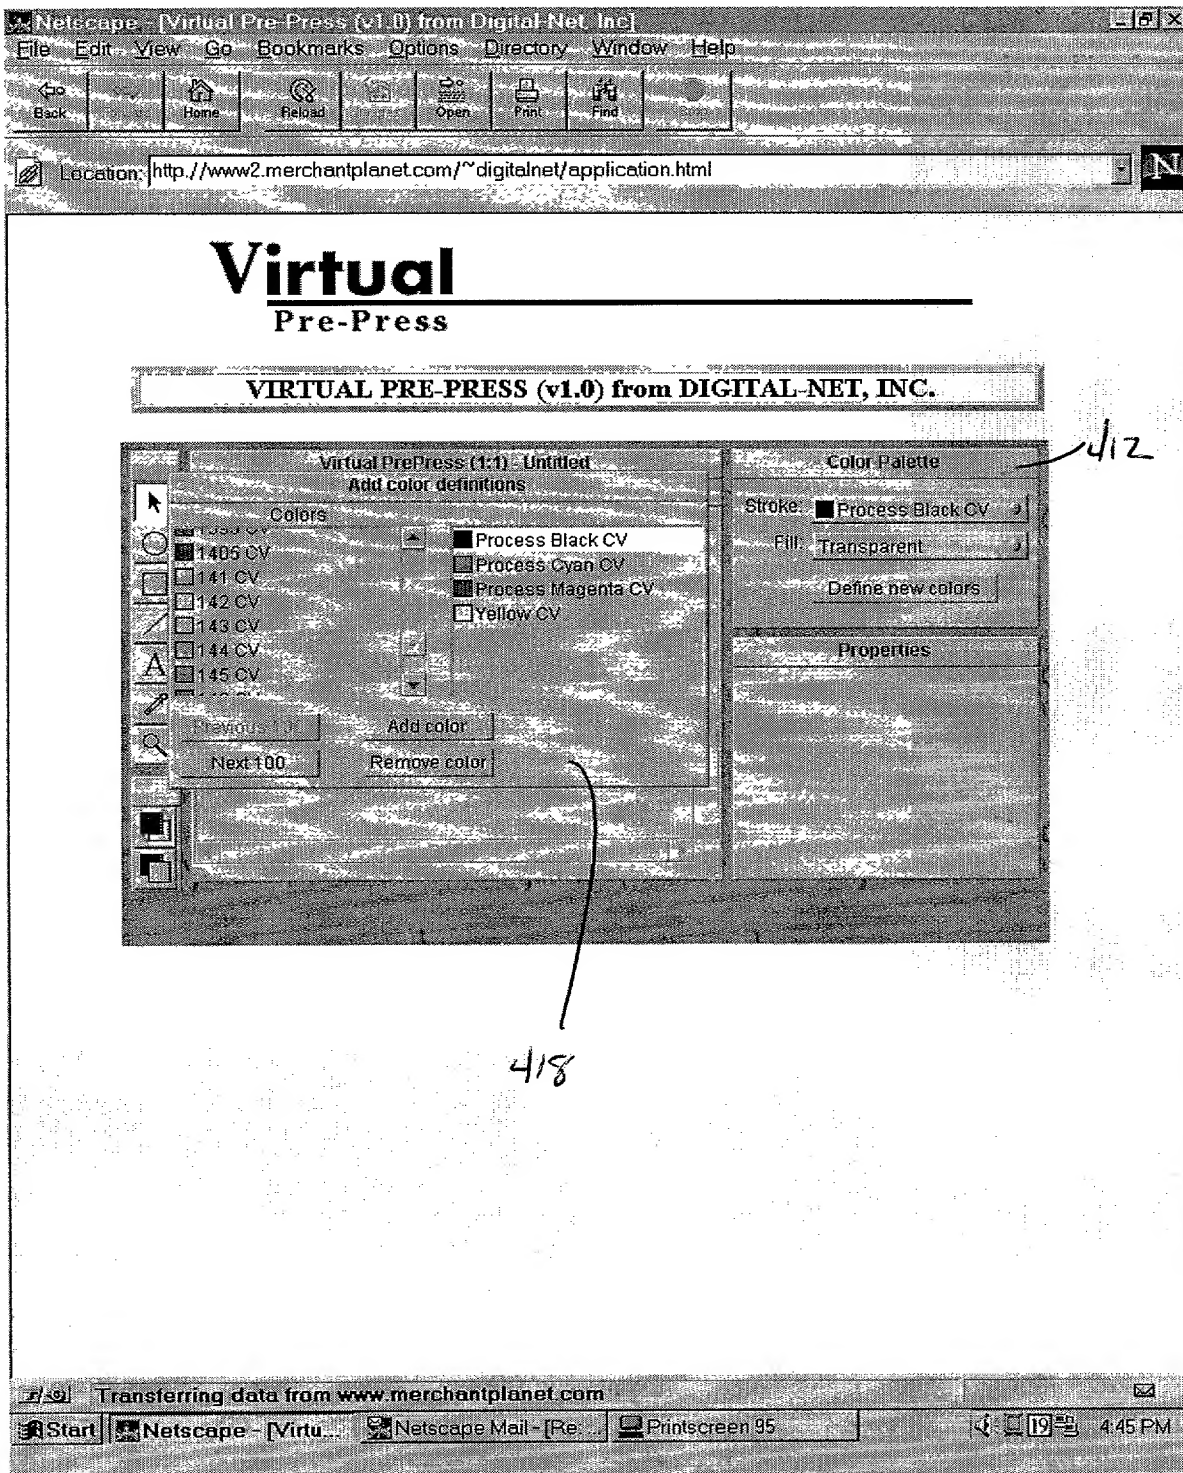 Netscape - [Virtual Pre-Press (v1.0) from Digital-Net, Inc]
File Edit View Go Bookmarks Options Directory Window Help
Back Home Reload Open Print Find
Location: http://www2.merchantplanet.com/~digitalnet/application.html
N
Virtual
Pre-Press
VIRTUAL PRE-PRESS (v1.0) from DIGITAL-NET, INC.
412
Virtual PrePress (1:1) - Untitled
Color Palette
Add color definitions
Colors
Stroke: Process Black CV
Fill: Transparent
Define new colors
Properties
1405 CV
141 CV
142 CV
143 CV
144 CV
145 CV
Process Black CV
Process Cyan CV
Process Magenta CV
Yellow CV
A
Add color
Next 100 Remove color
418
Transferring data from www.merchantplanet.com
Start Netscape - [Virtu... Netscape Mail - [Re: ... Printscreen 95 19 4:45 PM